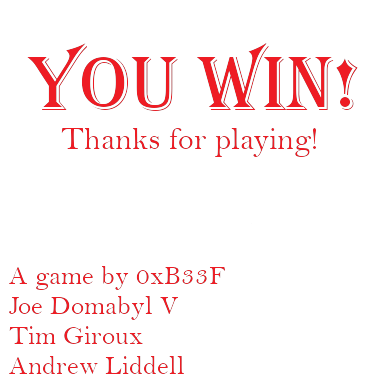 YOU WIN!
Thanks for playing!
A game by 0xB33F
Joe Domabyl V
Tim Giroux
Andrew Liddell